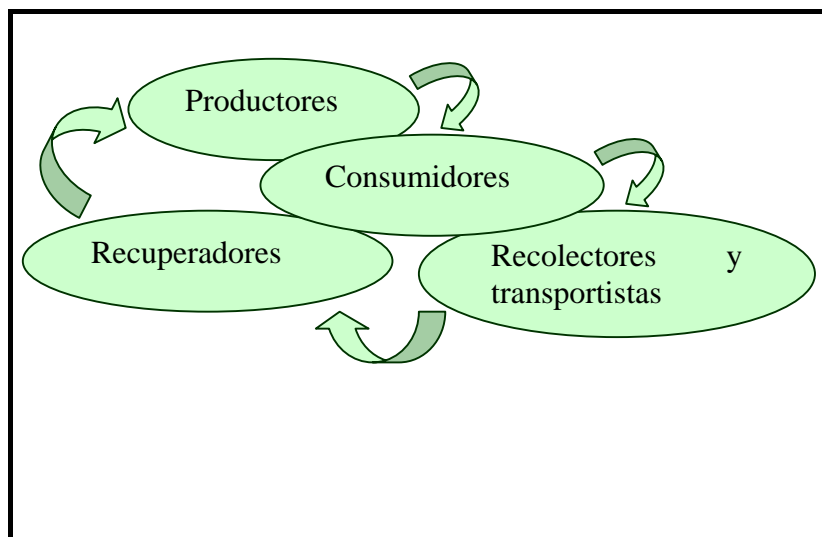 Productores
Consumidores
Recuperadores
Recolectores y
transportistas